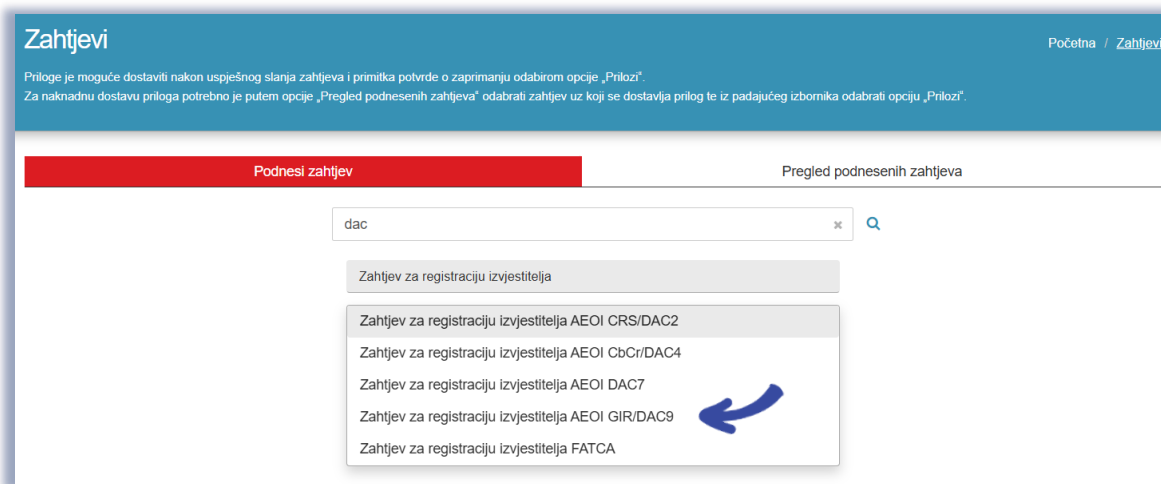 Zahtjevi
Početna / Zahtjevi
Priloge je moguće dostaviti nakon uspješnog slanja zahtjeva i primitka potvrde o zaprimanju odabirom opcije „Prilozi“.
Za naknadnu dostavu priloga potrebno je putem opcije „Pregled podnesenih zahtjeva“ odabrati zahtjev uz koji se dostavlja prilog te iz padajućeg izbornika odabrati opciju „Prilozi“.
Podnesi zahtjev
Pregled podnesenih zahtjeva
dac
Zahtjev za registraciju izvjestitelja
Zahtjev za registraciju izvjestitelja AEOI CRS/DAC2
Zahtjev za registraciju izvjestitelja AEOI CbCr/DAC4
Zahtjev za registraciju izvjestitelja AEOI DAC7
Zahtjev za registraciju izvjestitelja AEOI GIR/DAC9
Zahtjev za registraciju izvjestitelja FATCA